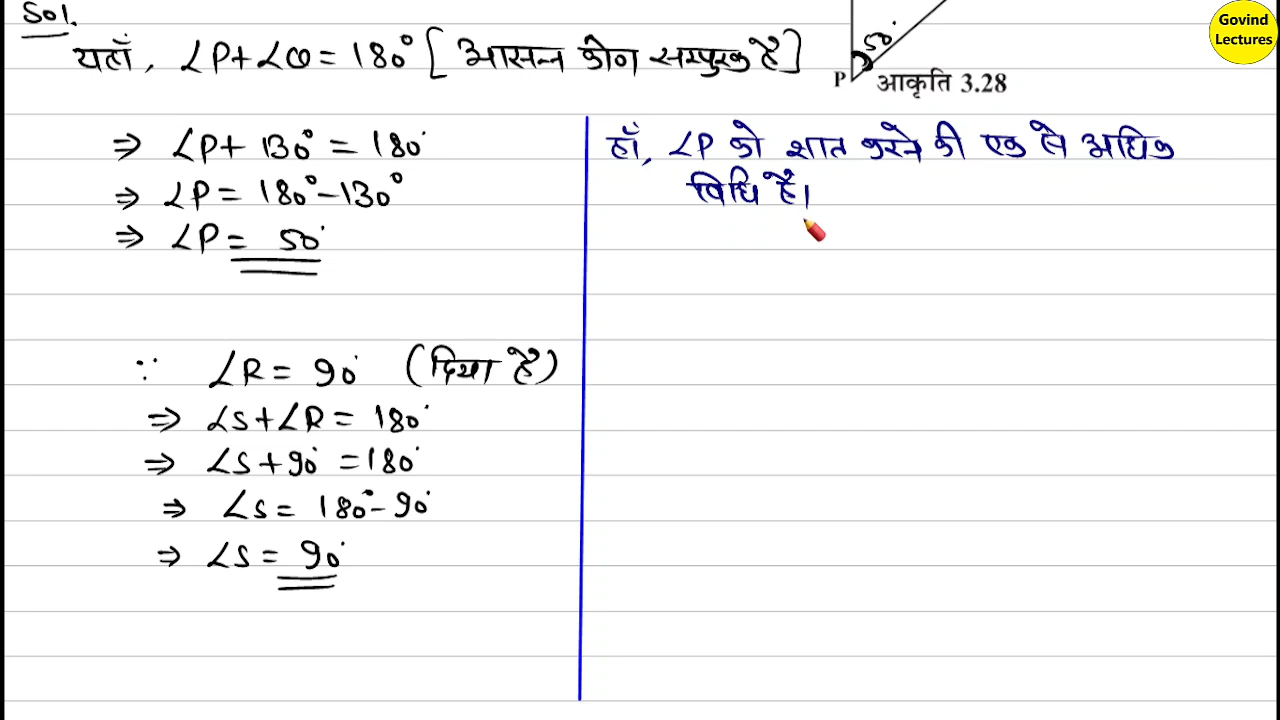 Sol.
Govind
Lectures
यहाँ, ∠P+∠Q = 180° [आसन्न कोण सम्पुरक है]
50°
P
आकृति 3.28
⇒ ∠P + 130° = 180°
⇒ ∠P = 180° - 130°
⇒ ∠P = 50°
∵ ∠R = 90° (दिया है)
⇒ ∠S + ∠R = 180°
⇒ ∠S + 90° = 180°
⇒ ∠S = 180° - 90°
⇒ ∠S = 90°
हाँ, ∠P को ज्ञात करने की एक से अधिक
विधि है।